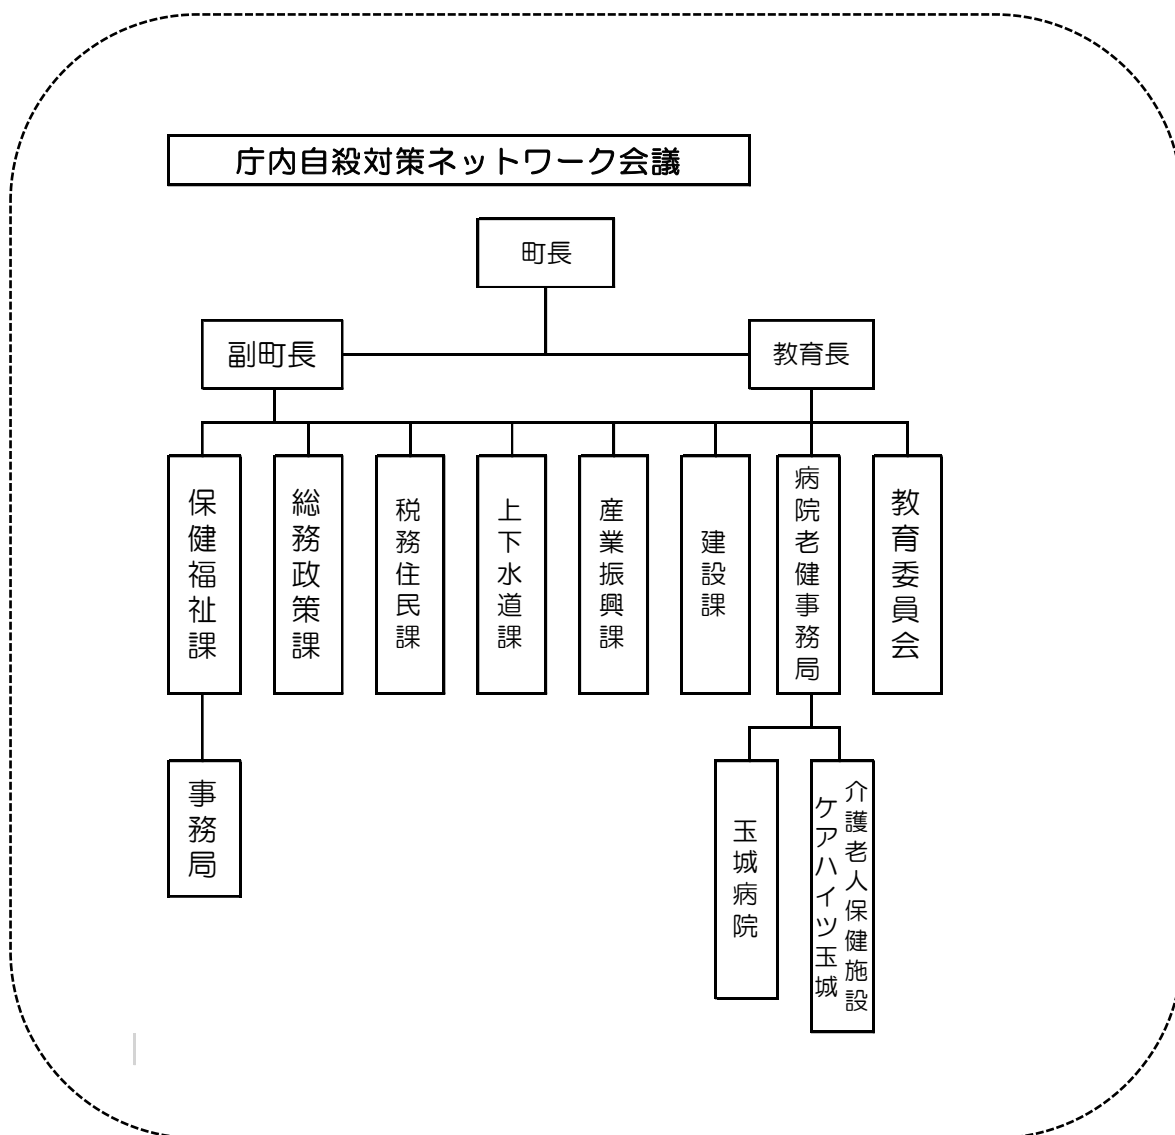 庁内自殺対策ネットワーク会議
町長
副町長
教育長
保健福祉課
総務政策課
税務住民課
上下水道課
産業振興課
建設課
病院老健事務局
教育委員会
事務局
玉城病院
介護老人保健施設
ケアハイツ玉城